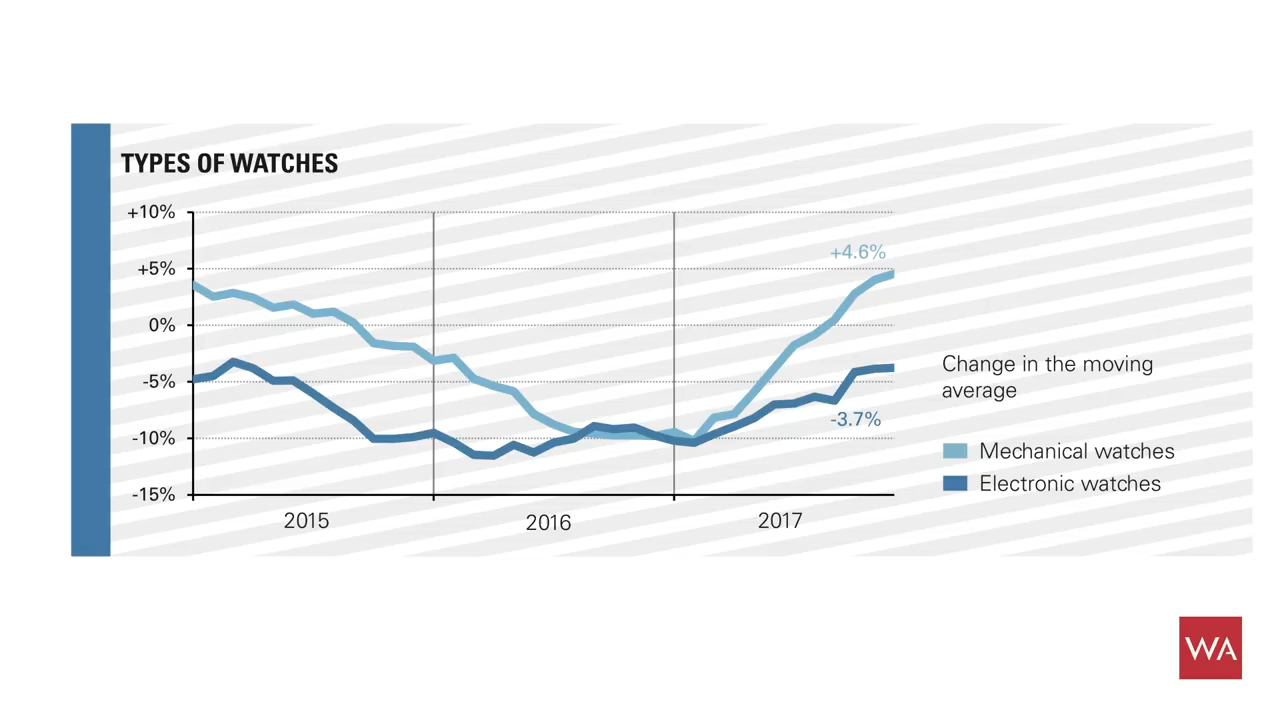 TYPES OF WATCHES
+10%
+5%
0%
-5%
-10%
-15%
+4.6%
-3.7%
2015
2016
2017
Change in the moving
average
Mechanical watches
Electronic watches
WA